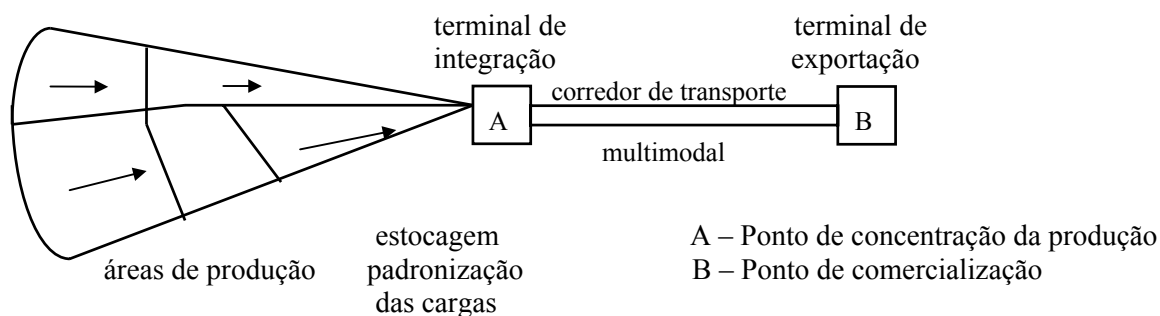 terminal de
integração
terminal de
exportação
corredor de transporte
A
B
multimodal
áreas de produção
estocagem
padronização
das cargas
A – Ponto de concentração da produção
B – Ponto de comercialização